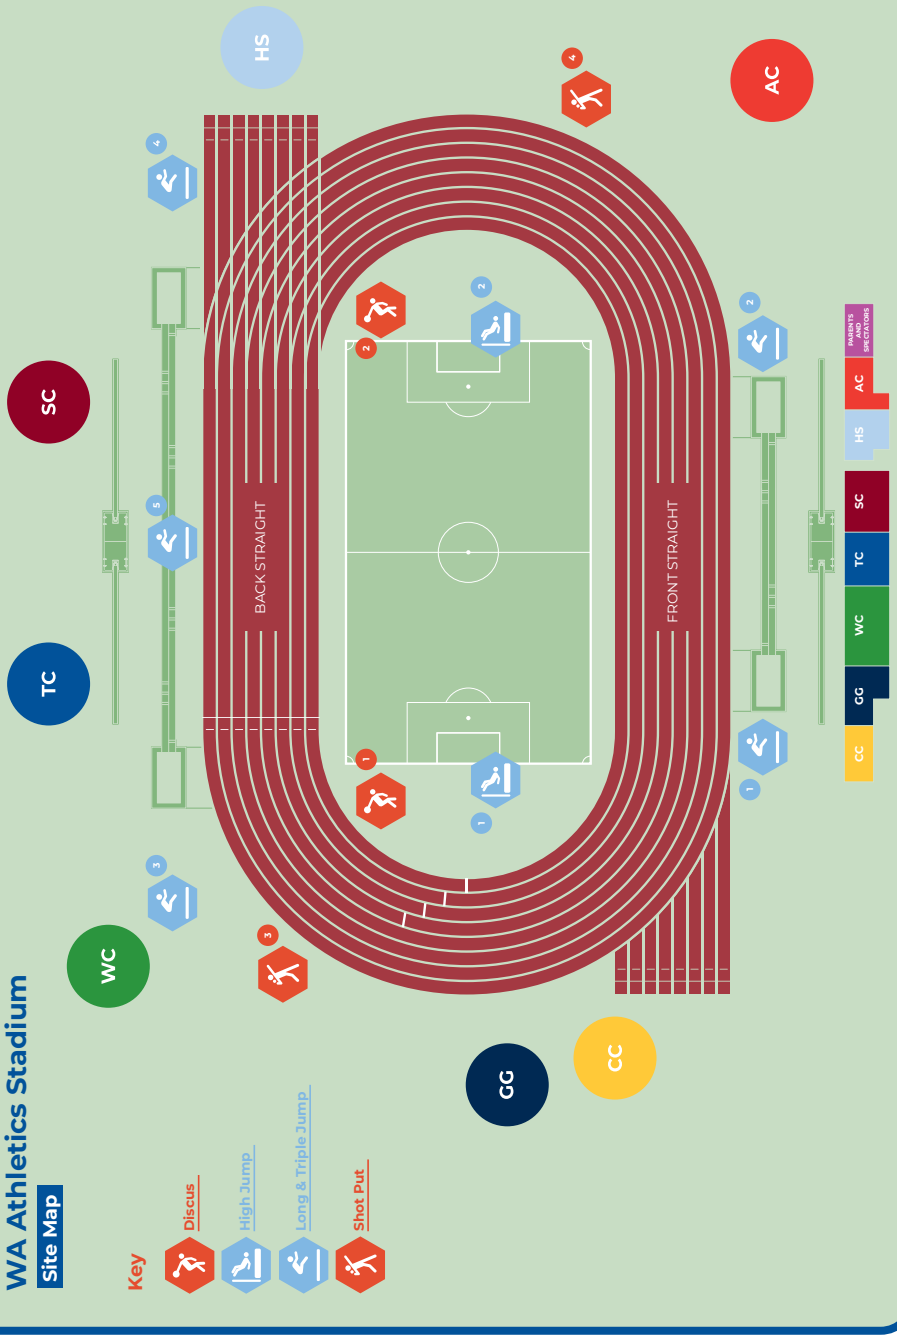 WA Athletics Stadium
Site Map
Key
Discus
High Jump
Long & Triple Jump
Shot Put
TC
SC
WC
3
5
4
HS
BACK STRAIGHT
3
1
2
1
2
GG
4
CC
FRONT STRAIGHT
1
2
AC
CC
GG
WC
TC
SC
HS
AC
PARENTS
AND
SPECTATORS